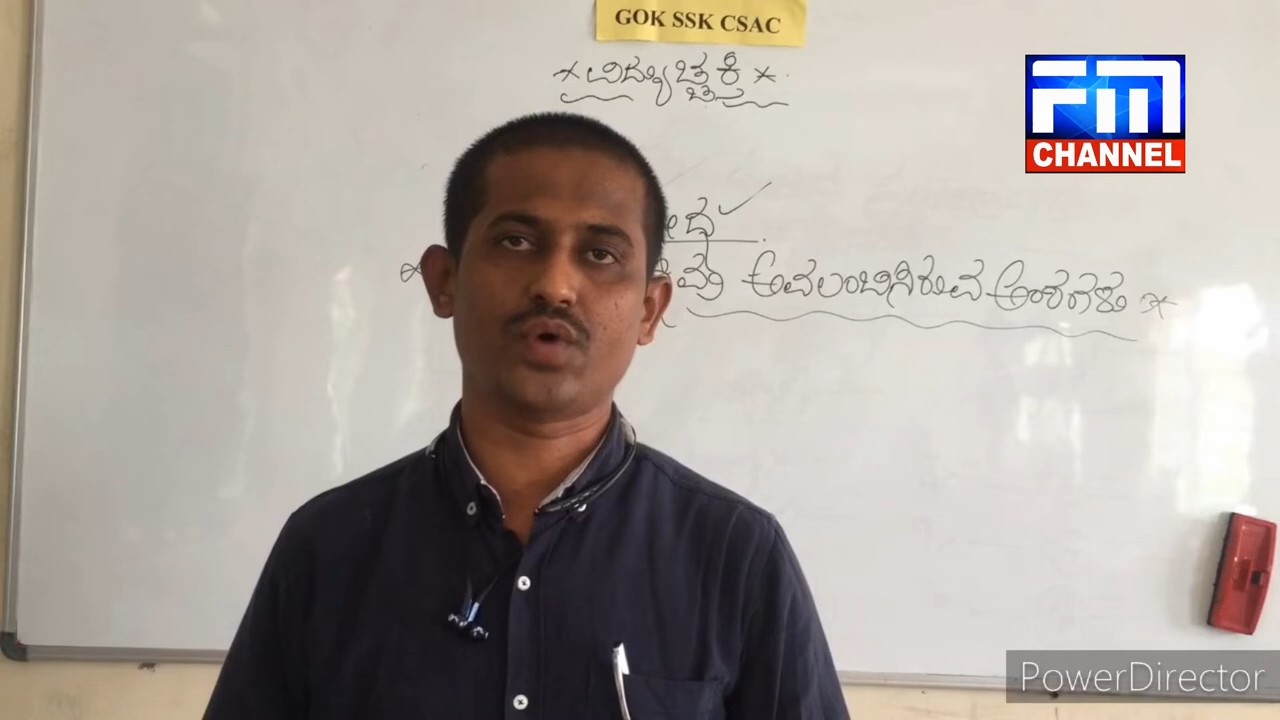 GOK SSK CSAC
* ವಿದ್ಯುಚ್ಛಕ್ತಿ *
FM
CHANNEL
ಅವಲಂಬಿಸಿರುವ ಅಂಶಗಳು *
PowerDirector